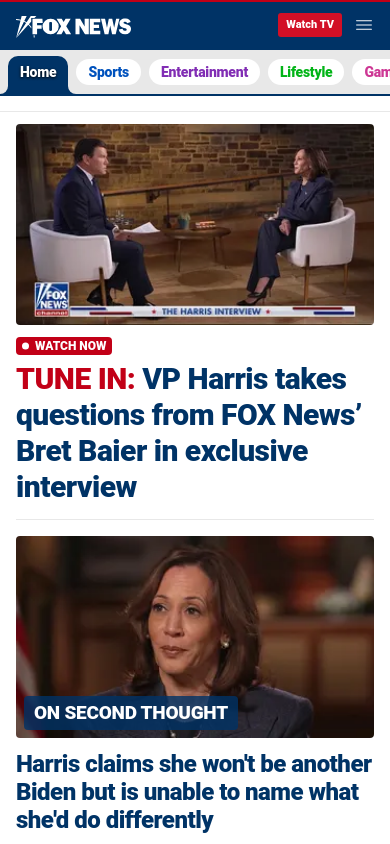 FOX NEWS
Watch TV
Home Sports Entertainment Lifestyle Gam
FOX
NEWS
channel
THE HARRIS INTERVIEW
WATCH NOW
TUNE IN: VP Harris takes
questions from FOX News’
Bret Baier in exclusive
interview
ON SECOND THOUGHT
Harris claims she won't be another
Biden but is unable to name what
she'd do differently